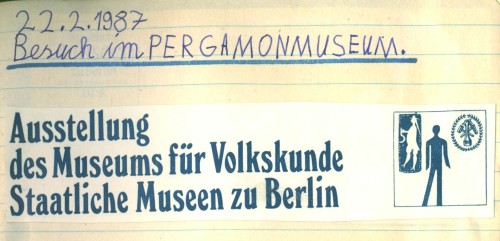 22.2.1987
Besuch im PERGAMONMUSEUM.
Ausstellung
des Museums für Volkskunde
Staatliche Museen zu Berlin